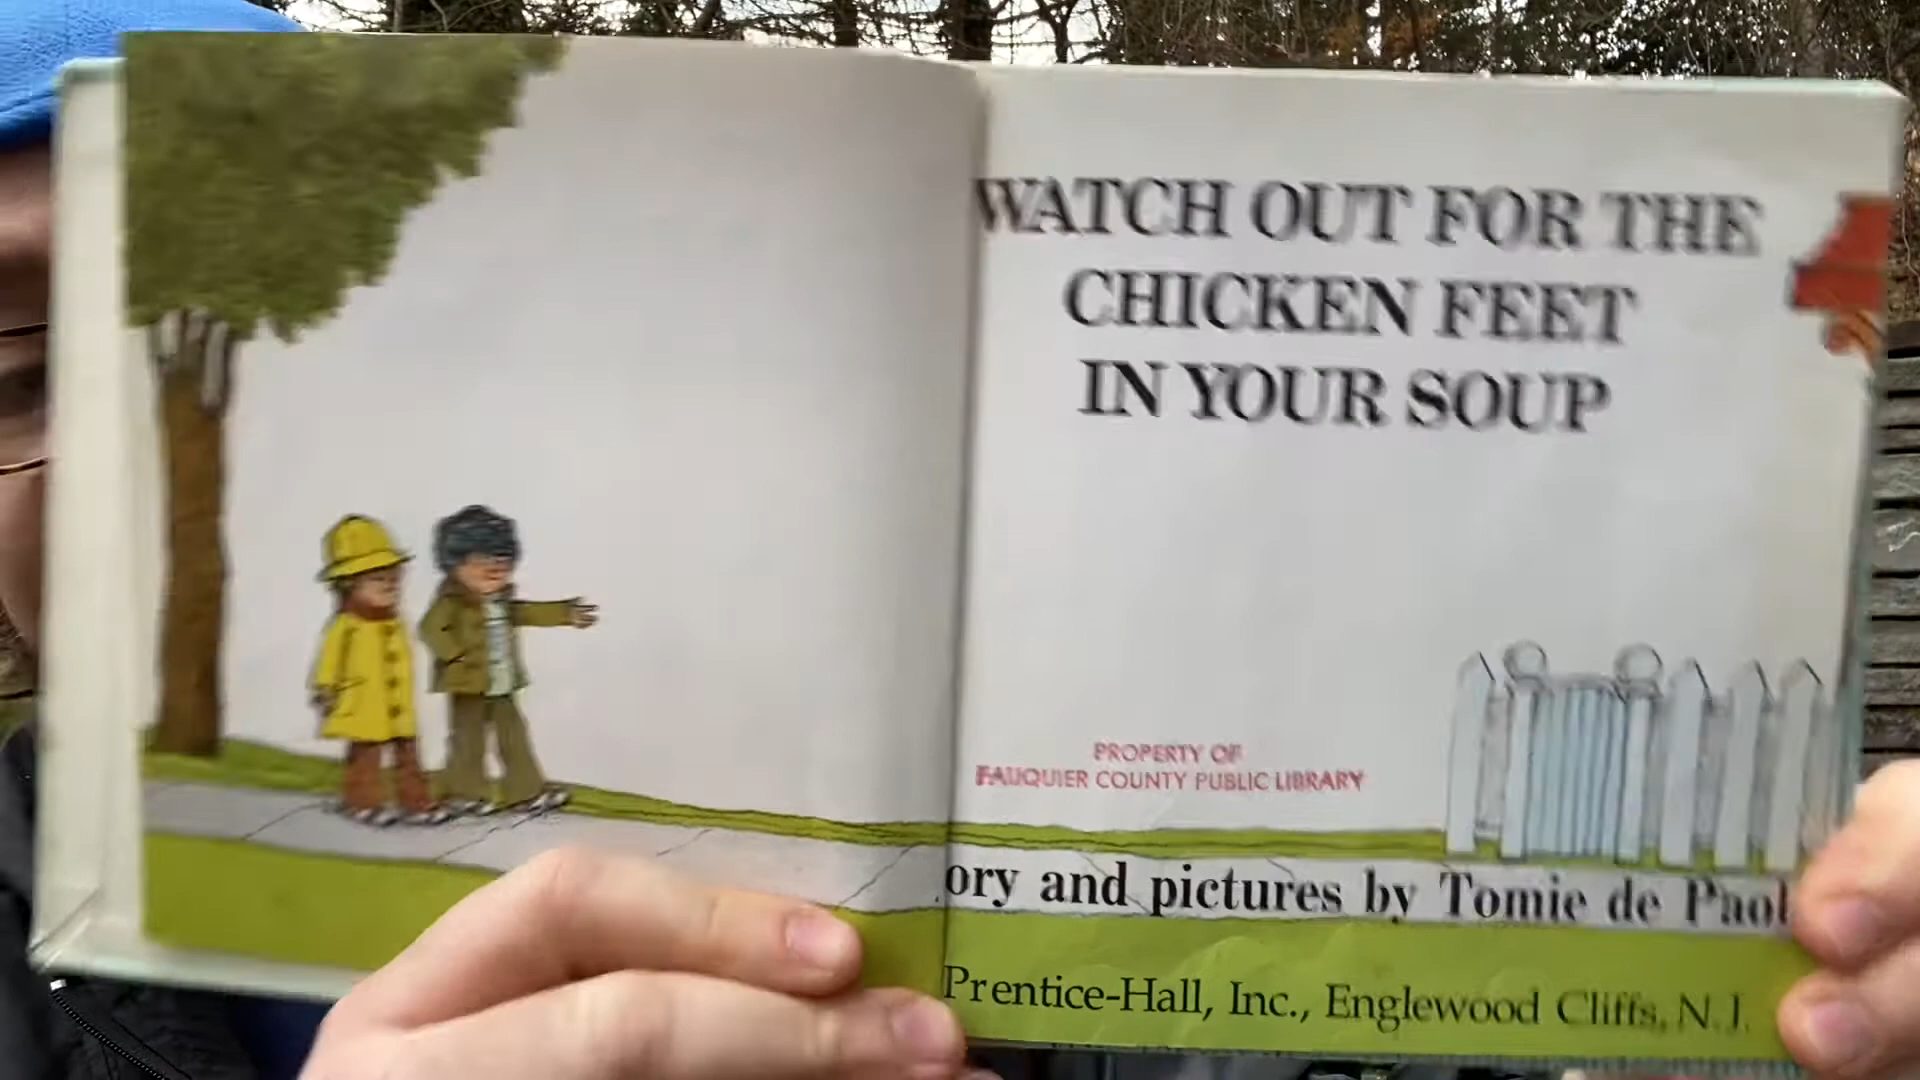 WATCH OUT FOR THE
CHICKEN FEET
IN YOUR SOUP
PROPERTY OF
FAUQUIER COUNTY PUBLIC LIBRARY
ory and pictures by Tomie de Paol
Prentice-Hall, Inc., Englewood Cliffs, N.J.